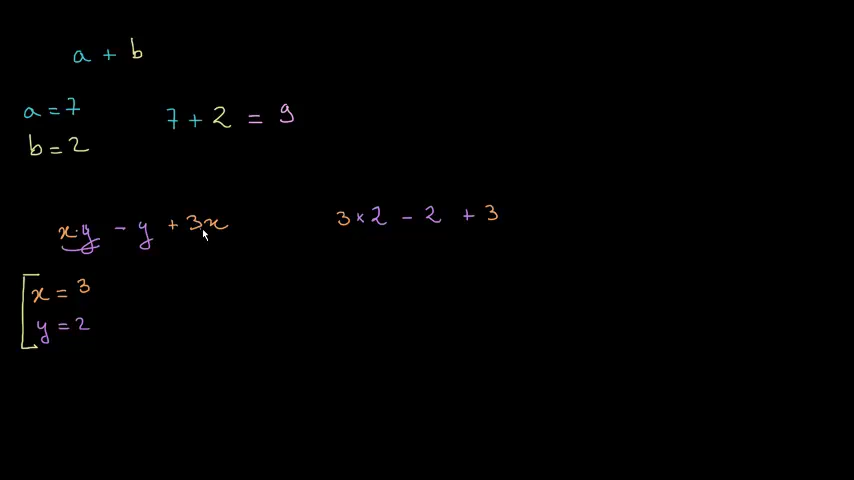 a + b
a = 7
7 + 2 = 9
b = 2
x·y - y + 3x
3 × 2 - 2 + 3
x = 3
y = 2